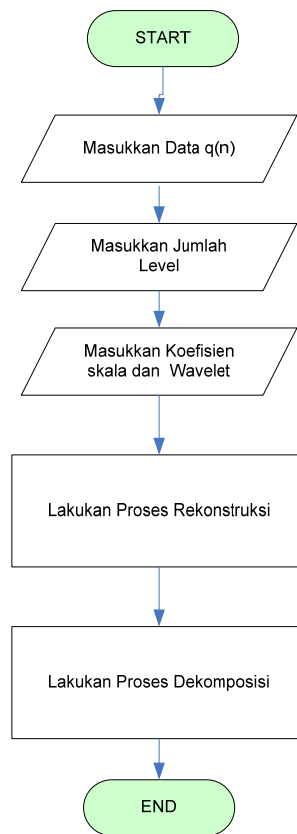 START
Masukkan Data q(n)
Masukkan Jumlah
Level
Masukkan Koefisien
skala dan Wavelet
Lakukan Proses Rekonstruksi
Lakukan Proses Dekomposisi
END